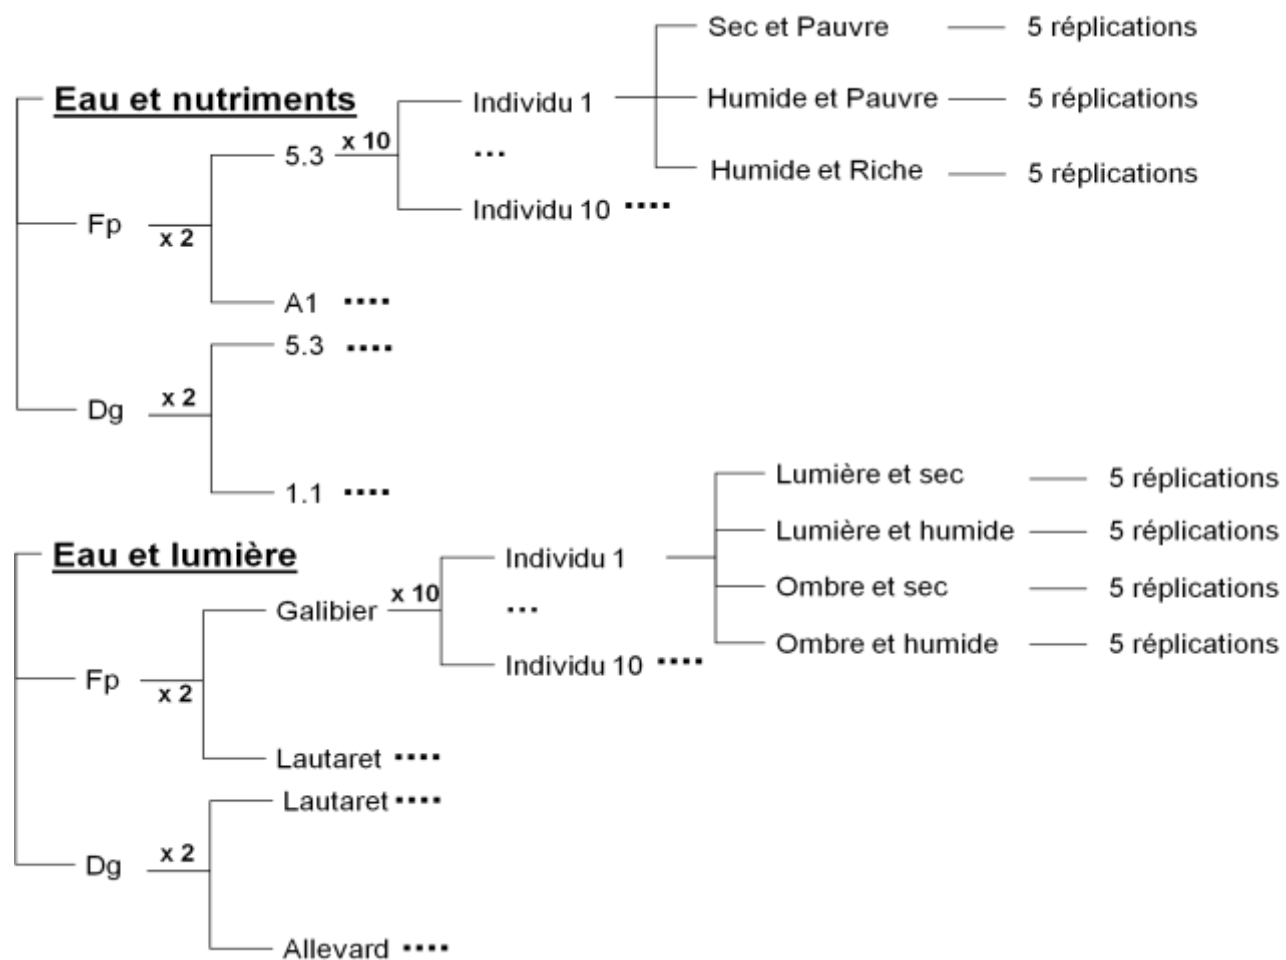 Sec et Pauvre 5 réplications
Eau et nutriments Individu 1 Humide et Pauvre 5 réplications
x 10
5.3 ...
Humide et Riche 5 réplications
Individu 10 ....
Fp
x 2
A1 ....
5.3 ....
x 2
Dg
1.1 ....
Lumière et sec 5 réplications
Lumière et humide 5 réplications
Eau et lumière Individu 1
Ombre et sec 5 réplications
x 10
Galibier ...
Ombre et humide 5 réplications
Individu 10 ....
Fp
x 2
Lautaret ....
Lautaret ....
x 2
Dg
Allevard ....